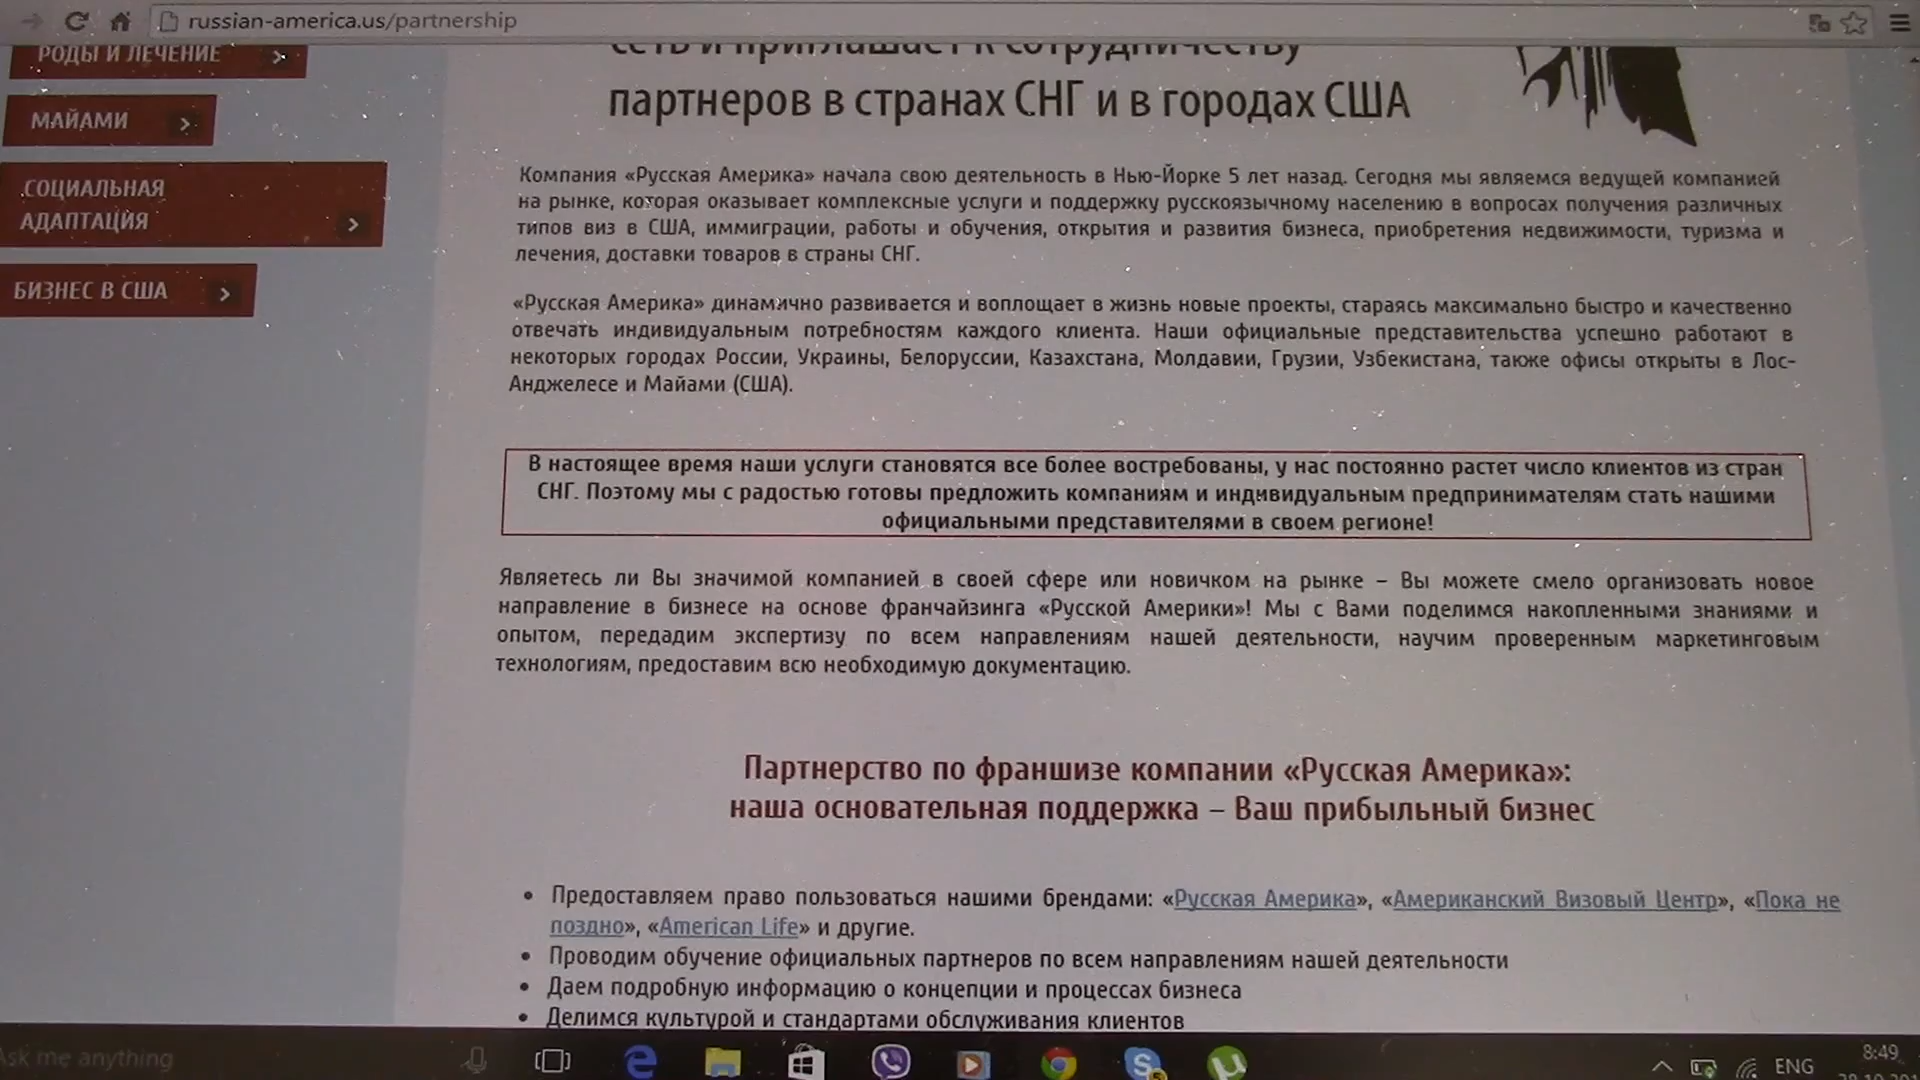 russian-america.us/partnership
РОДЫ И ЛЕЧЕНИЕ
МАЙАМИ
СОЦИАЛЬНАЯ
АДАПТАЦИЯ
БИЗНЕС В США
сеть и приглашает к сотрудничеству
партнеров в странах СНГ и в городах США
Компания «Русская Америка» начала свою деятельность в Нью-Йорке 5 лет назад. Сегодня мы являемся ведущей компанией
на рынке, которая оказывает комплексные услуги и поддержку русскоязычному населению в вопросах получения различных
типов виз в США, иммиграции, работы и обучения, открытия и развития бизнеса, приобретения недвижимости, туризма и
лечения, доставки товаров в страны СНГ.
«Русская Америка» динамично развивается и воплощает в жизнь новые проекты, стараясь максимально быстро и качественно
отвечать индивидуальным потребностям каждого клиента. Наши официальные представительства успешно работают в
некоторых городах России, Украины, Белоруссии, Казахстана, Молдавии, Грузии, Узбекистана, также офисы открыты в Лос-
Анджелесе и Майами (США).
В настоящее время наши услуги становятся все более востребованы, у нас постоянно растет число клиентов из стран
СНГ. Поэтому мы с радостью готовы предложить компаниям и индивидуальным предпринимателям стать нашими
официальными представителями в своем регионе!
Являетесь ли Вы значимой компанией в своей сфере или новичком на рынке – Вы можете смело организовать новое
направление в бизнесе на основе франчайзинга «Русской Америки»! Мы с Вами поделимся накопленными знаниями и
опытом, передадим экспертизу по всем направлениям нашей деятельности, научим проверенным маркетинговым
технологиям, предоставим всю необходимую документацию.
Партнерство по франшизе компании «Русская Америка»:
наша основательная поддержка – Ваш прибыльный бизнес
• Предоставляем право пользоваться нашими брендами: «Русская Америка», «Американский Визовый Центр», «Пока не
поздно», «American Life» и другие.
• Проводим обучение официальных партнеров по всем направлениям нашей деятельности
• Даем подробную информацию о концепции и процессах бизнеса
• Делимся культурой и стандартами обслуживания клиентов
Ask me anything
ENG
8:49